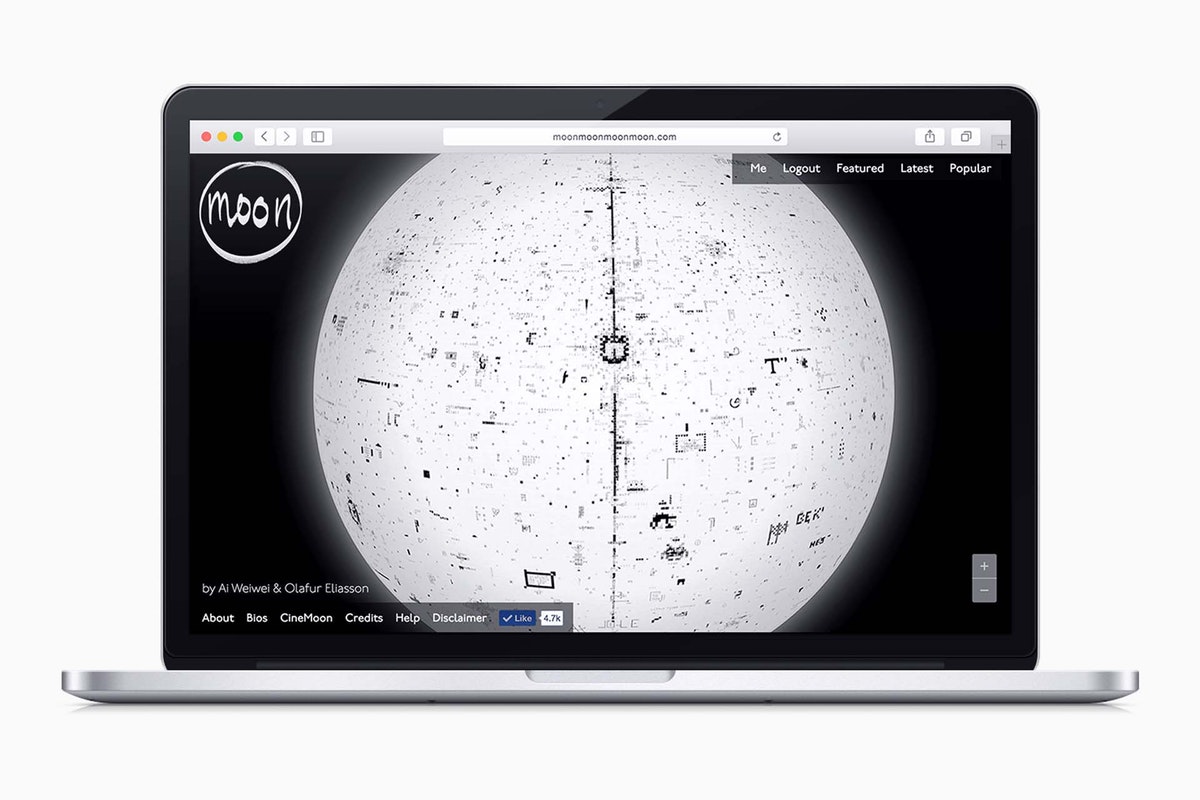 moonmoonmoonmoon.com
moon
Me Logout Featured Latest Popular
T"
BEK'
by Ai Weiwei & Olafur Eliasson
About Bios CineMoon Credits Help Disclaimer Like 4.7k